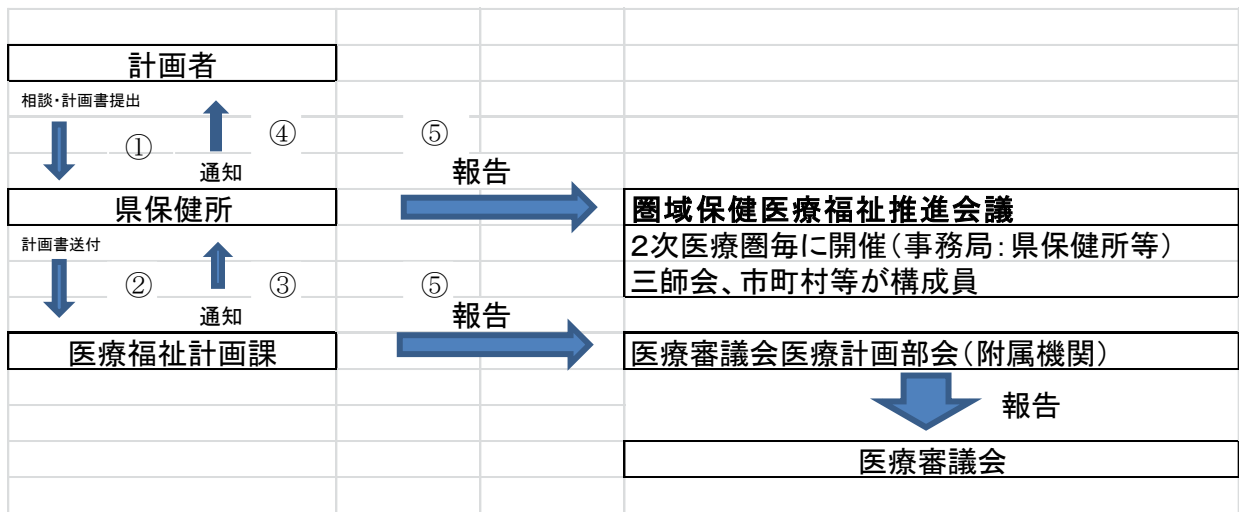 計画者
相談・計画書提出
①
④
⑤
通知
報告
県保健所
圏域保健医療福祉推進会議
計画書送付
２次医療圏毎に開催(事務局：県保健所等)
三師会、市町村等が構成員
②
③
⑤
通知
報告
医療福祉計画課
医療審議会医療計画部会(附属機関)
報告
医療審議会